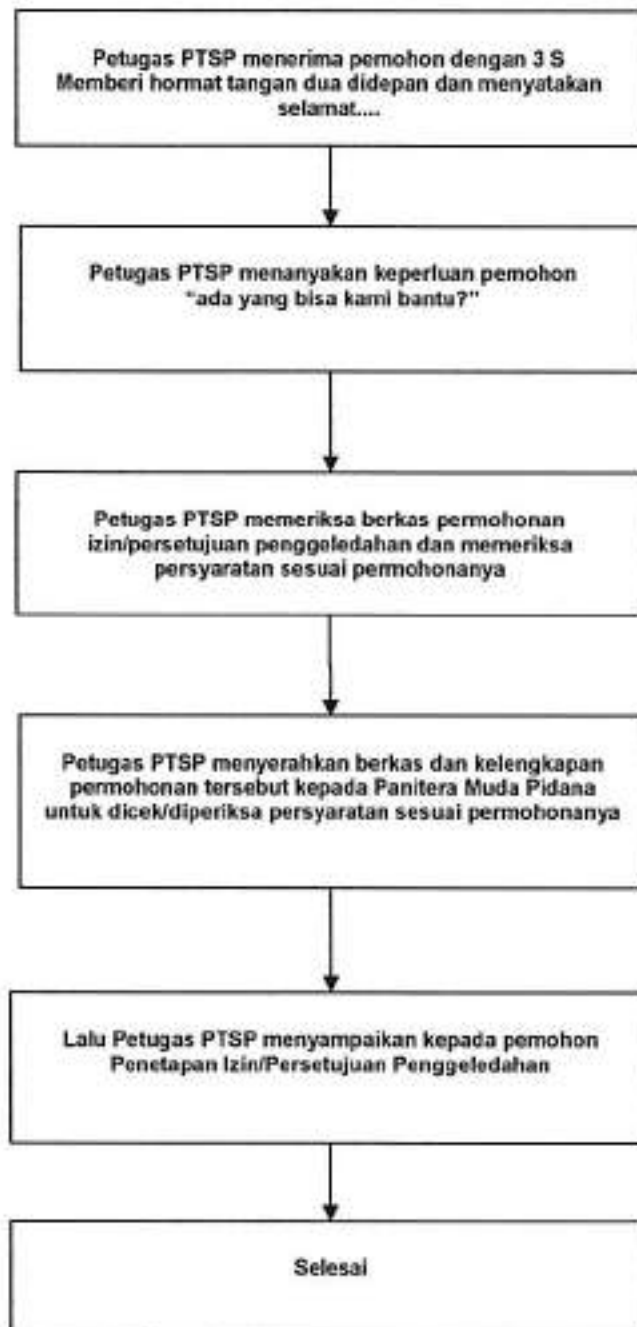 Petugas PTSP menerima pemohon dengan 3 S
Memberi hormat tangan dua didepan dan menyatakan
selamat....
Petugas PTSP menanyakan keperluan pemohon
"ada yang bisa kami bantu?"
Petugas PTSP memeriksa berkas permohonan
izin/persetujuan penggeledahan dan memeriksa
persyaratan sesuai permohonanya
Petugas PTSP menyerahkan berkas dan kelengkapan
permohonan tersebut kepada Panitera Muda Pidana
untuk dicek/diperiksa persyaratan sesuai permohonanya
Lalu Petugas PTSP menyampaikan kepada pemohon
Penetapan Izin/Persetujuan Penggeledahan
Selesai